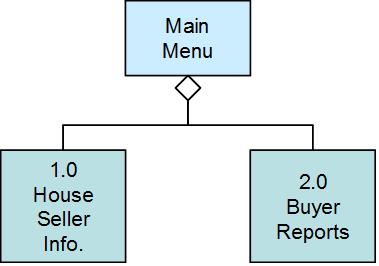 Main
Menu
1.0
House
Seller
Info.
2.0
Buyer
Reports